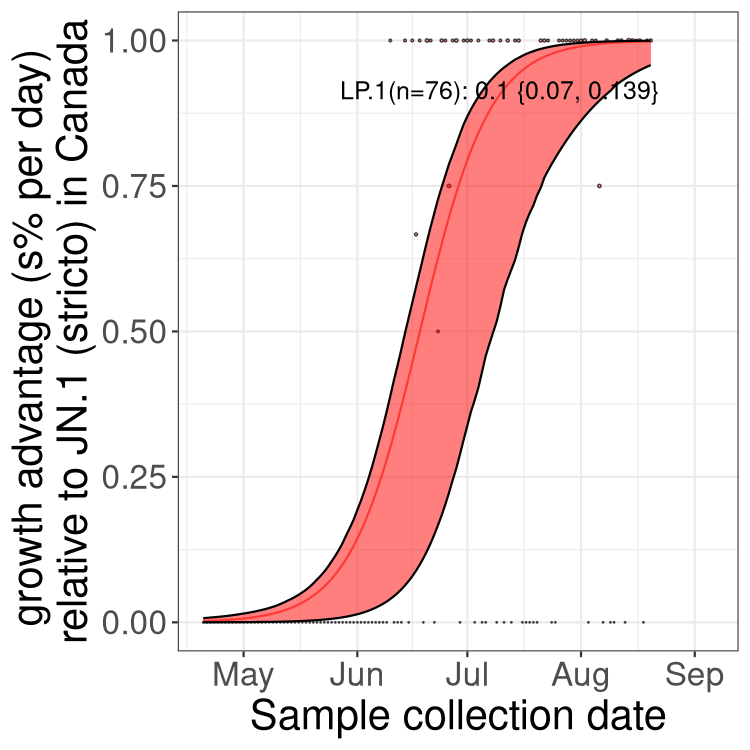 growth advantage (s% per day)
relative to JN.1 (stricto) in Canada
1.00
0.75
0.50
0.25
0.00
LP.1(n=76): 0.1 {0.07, 0.139}
May Jun Jul Aug Sep
Sample collection date